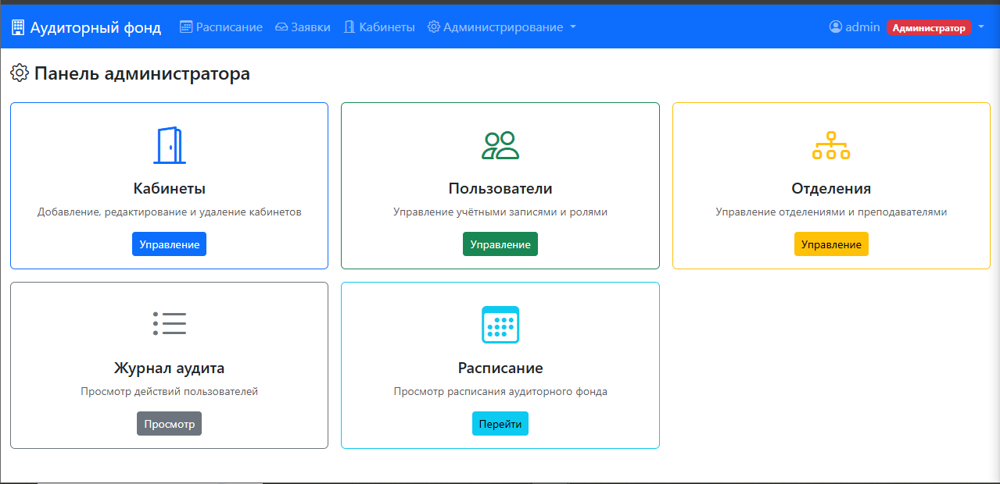 Аудиторный фонд Расписание Заявки Кабинеты Администрирование admin Администратор
Панель администратора
Кабинеты
Добавление, редактирование и удаление кабинетов
Управление
Пользователи
Управление учётными записями и ролями
Управление
Отделения
Управление отделениями и преподавателями
Управление
Журнал аудита
Просмотр действий пользователей
Просмотр
Расписание
Просмотр расписания аудиторного фонда
Перейти